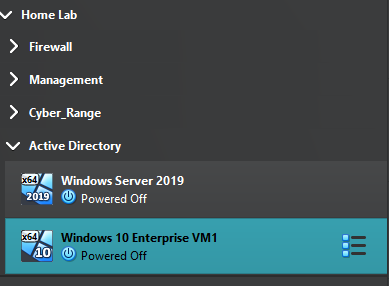 Home Lab
Firewall
Management
Cyber_Range
Active Directory
x64
2019
Windows Server 2019
Powered Off
x64
10
Windows 10 Enterprise VM1
Powered Off